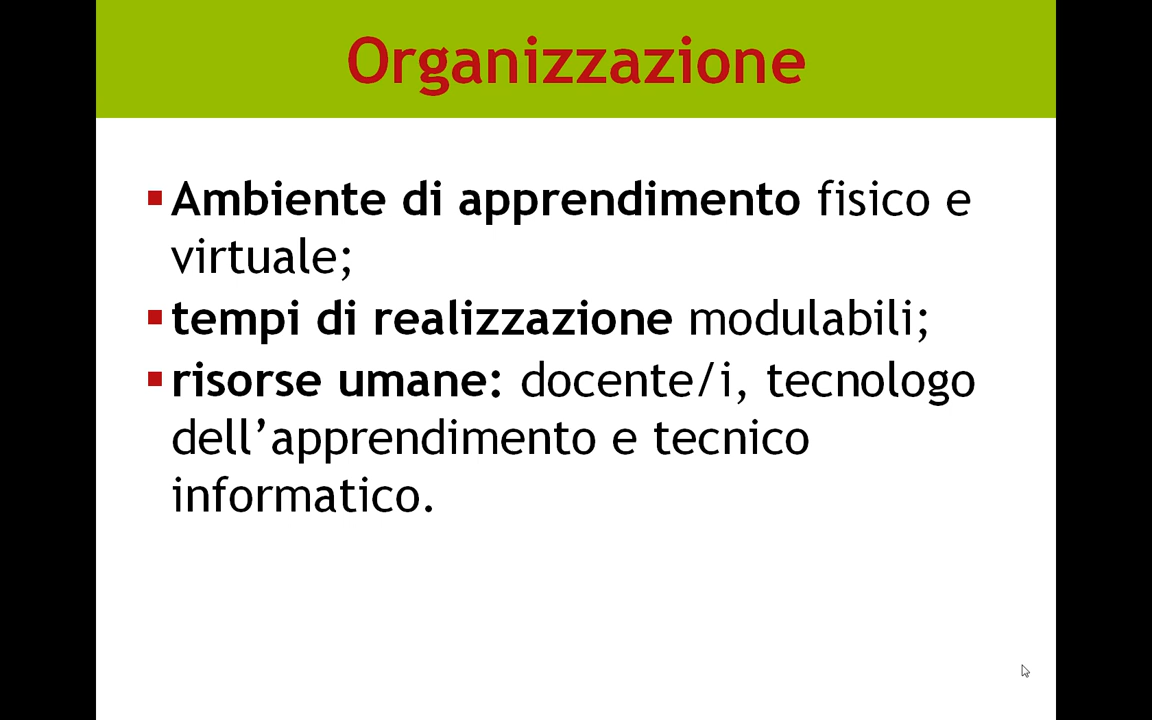 Organizzazione
Ambiente di apprendimento fisico e
virtuale;
tempi di realizzazione modulabili;
risorse umane: docente/i, tecnologo
dell’apprendimento e tecnico
informatico.